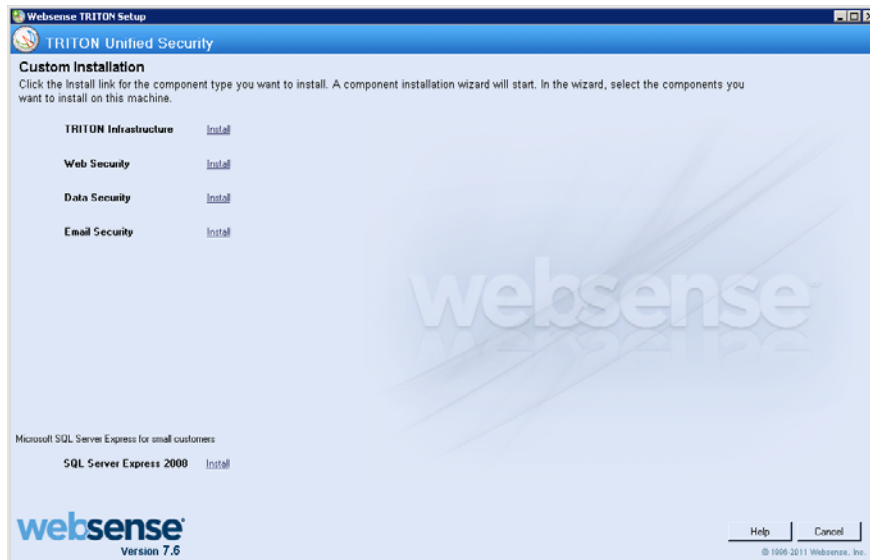 Websense TRITON Setup
TRITON Unified Security
Custom Installation
Click the Install link for the component type you want to install. A component installation wizard will start. In the wizard, select the components you
want to install on this machine.
TRITON Infrastructure Install
Web Security Install
Data Security Install
Email Security Install
websense
Microsoft SQL Server Express for small customers
SQL Server Express 2008 Install
websense
Version 7.6
Help Cancel
© 1996-2011 Websense, Inc.